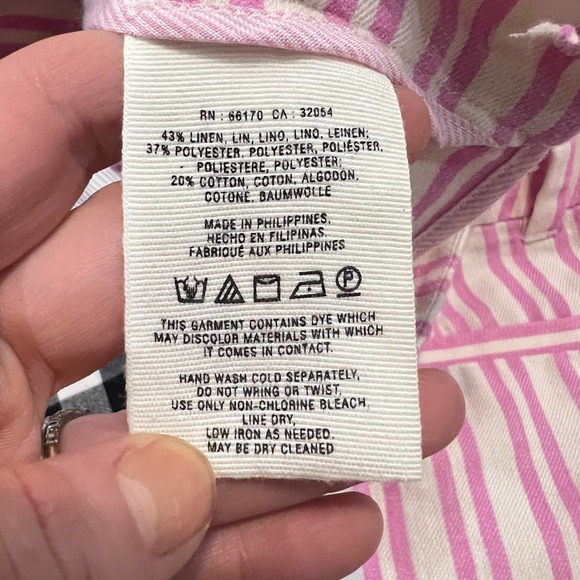 RN : 66170 CA : 32054
43% LINEN, LIN, LINO, LINO, LEINEN;
37% POLYESTER, POLYESTER, POLIÉSTER,
POLIESTERE, POLYESTER;
20% COTTON, COTON, ALGODON,
COTONE, BAUMWOLLE
MADE IN PHILIPPINES,
HECHO EN FILIPINAS,
FABRIQUÉ AUX PHILIPPINES
P
THIS GARMENT CONTAINS DYE WHICH
MAY DISCOLOR MATERIALS WITH WHICH
IT COMES IN CONTACT.
HAND WASH COLD SEPARATELY,
DO NOT WRING OR TWIST,
USE ONLY NON-CHLORINE BLEACH,
LINE DRY,
LOW IRON AS NEEDED.
MAY BE DRY CLEANED